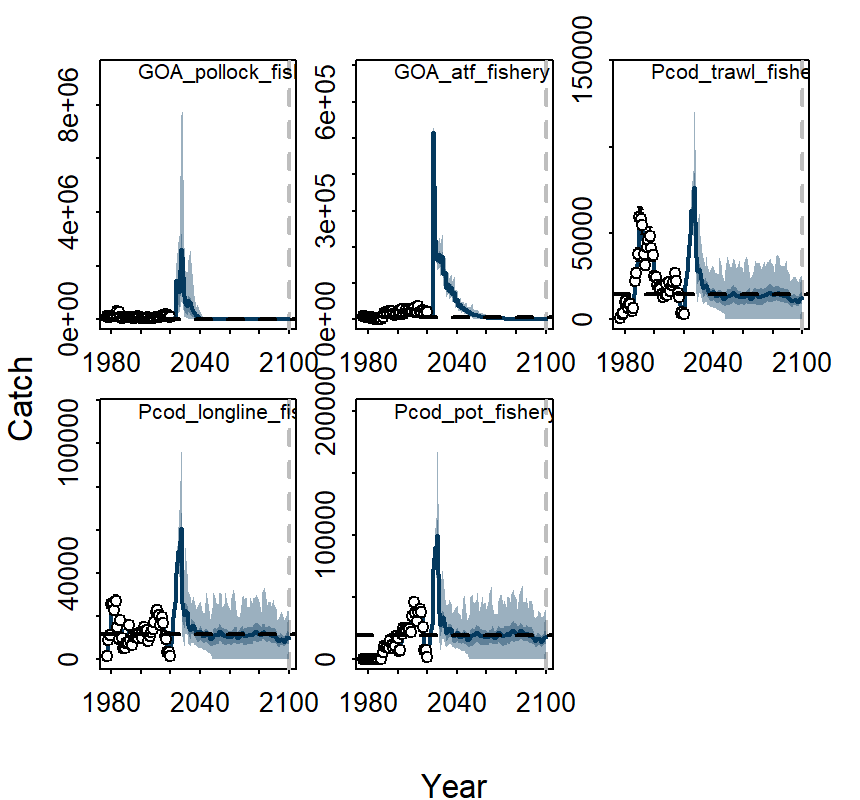 GOA_pollock_fis
GOA_atf_fishery
Pcod_trawl_fishe
0e+00 4e+06 8e+06
0e+00 3e+05 6e+05
0 50000 150000
1980 2040 2100
1980 2040 2100
1980 2040 2100
Catch
Pcod_longline_fis
Pcod_pot_fishery
0 40000 100000
0 100000 200000
1980 2040 2100
1980 2040 2100
Year